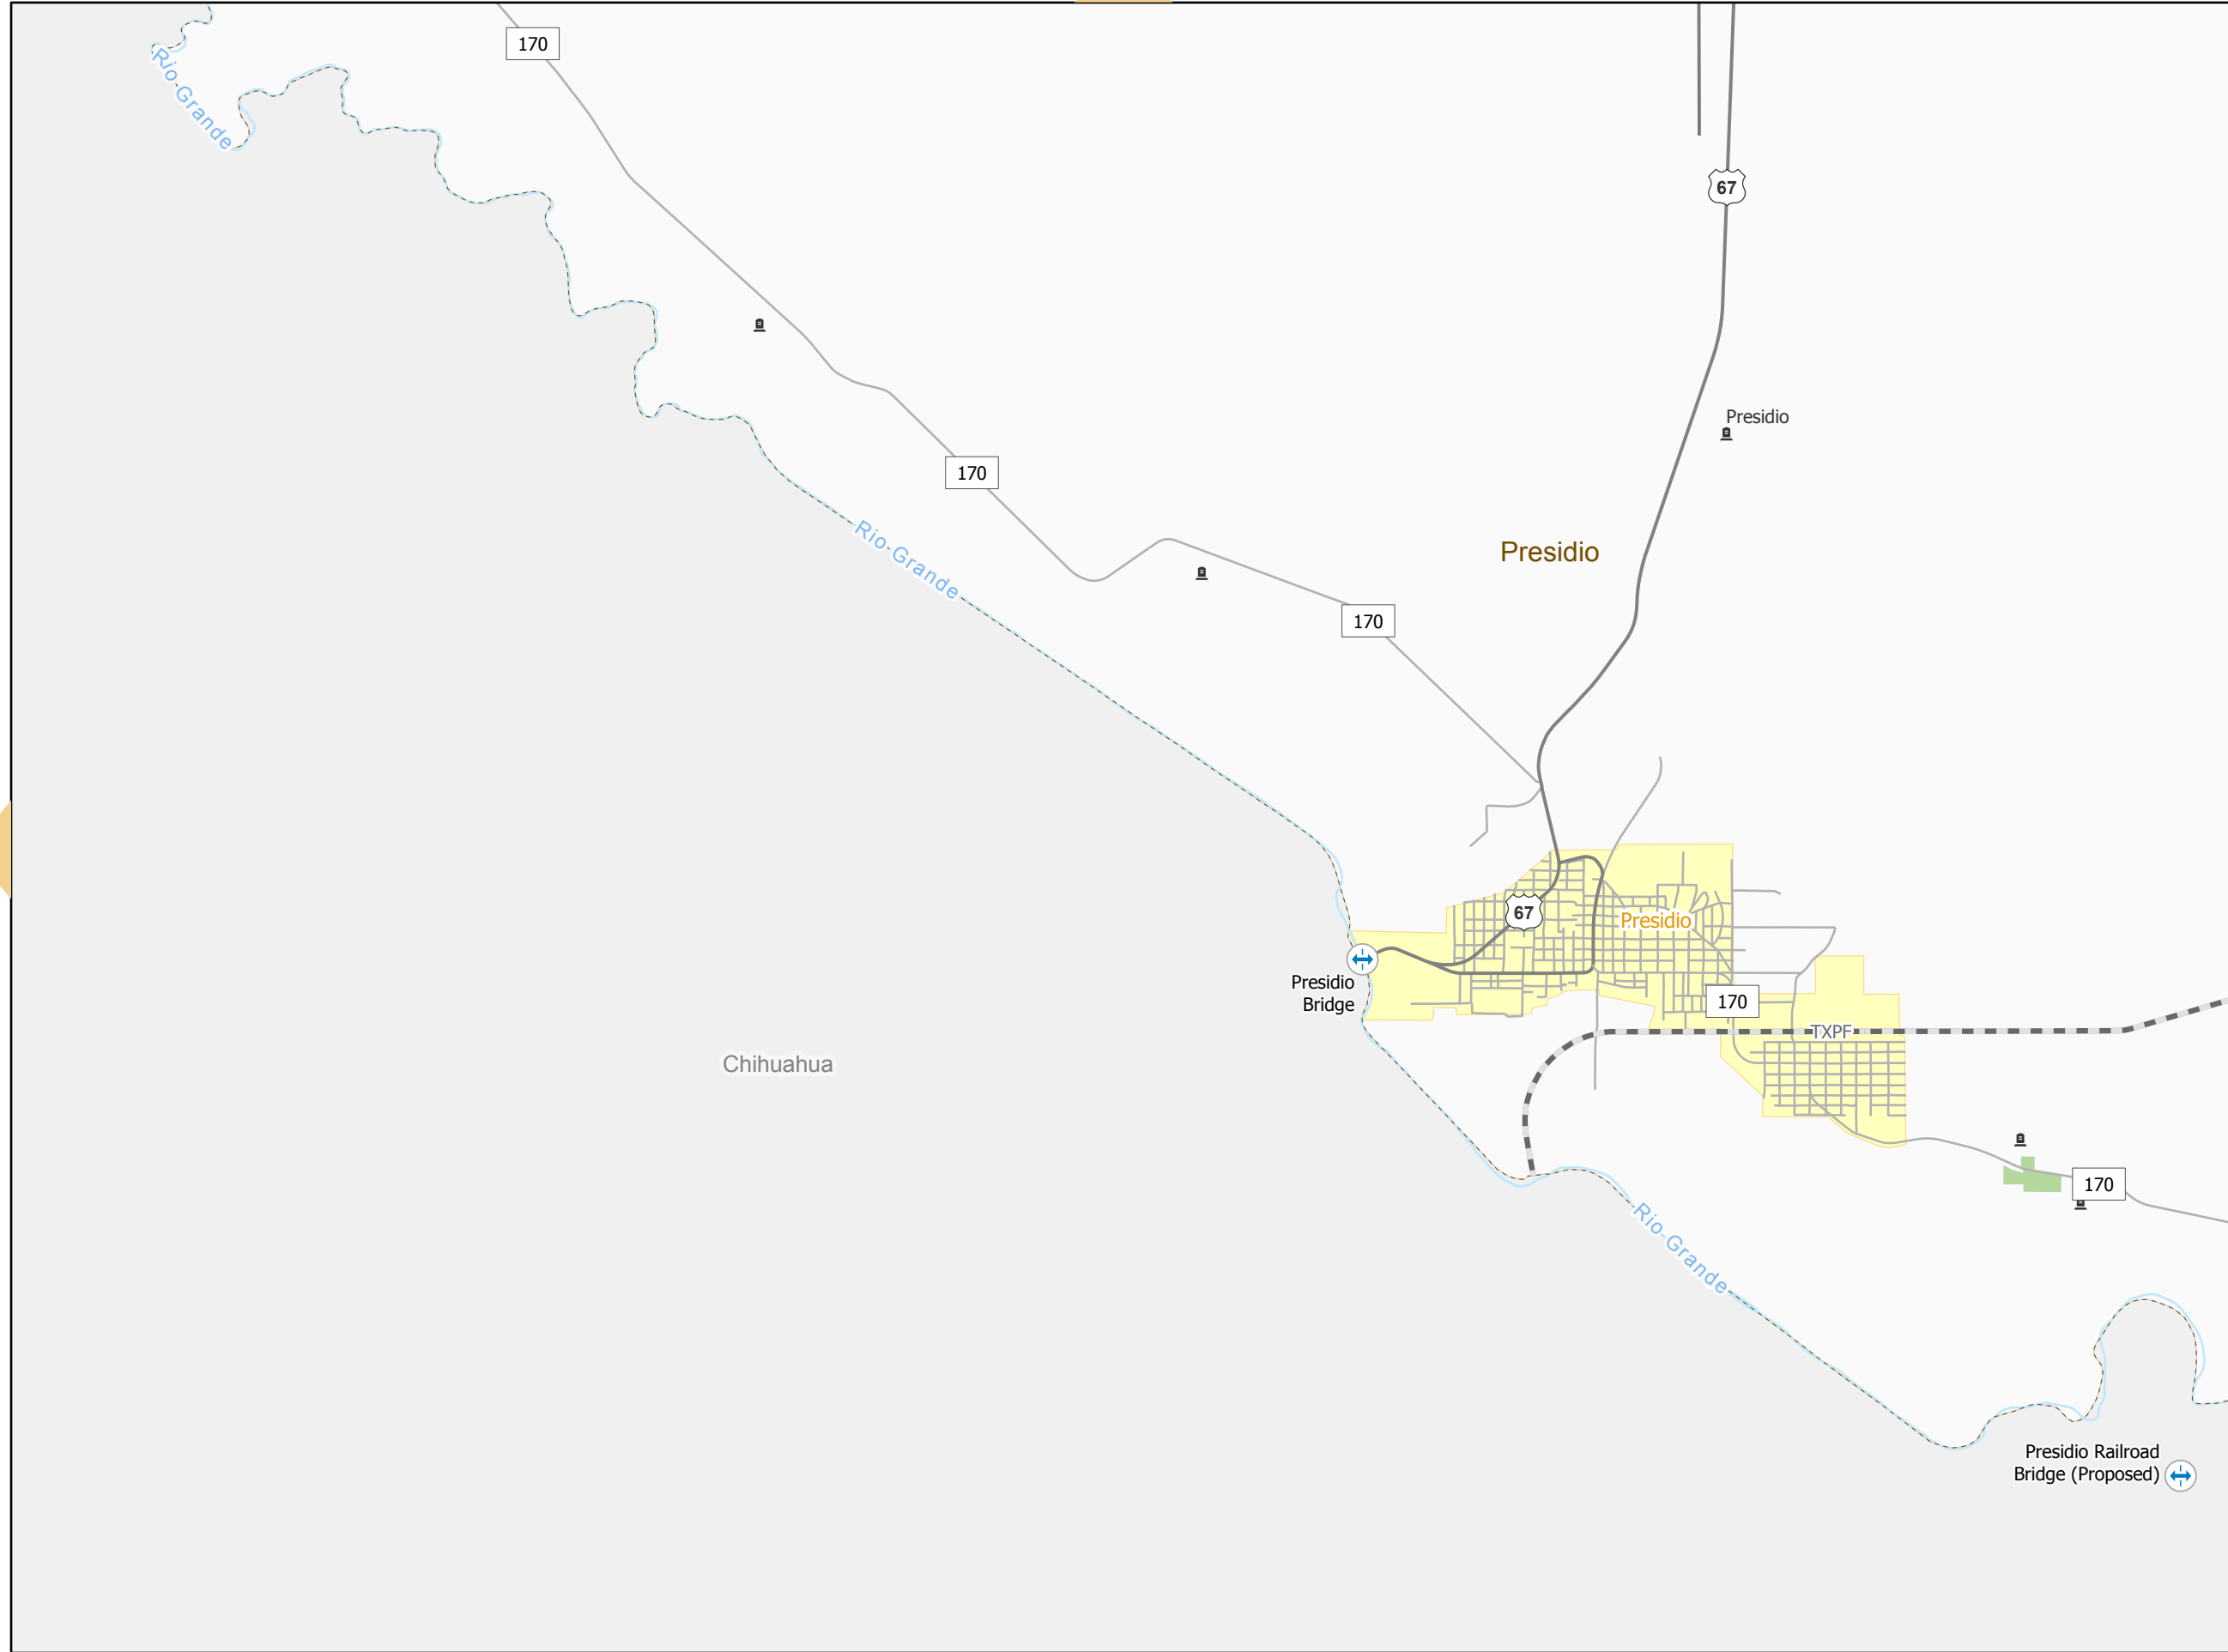 170
Rio Grande
67
Presidio
170
Rio Grande
Presidio
170
67
Presidio
Presidio
Bridge
170
TXPF
Chihuahua
170
Rio Grande
Presidio Railroad
Bridge (Proposed)